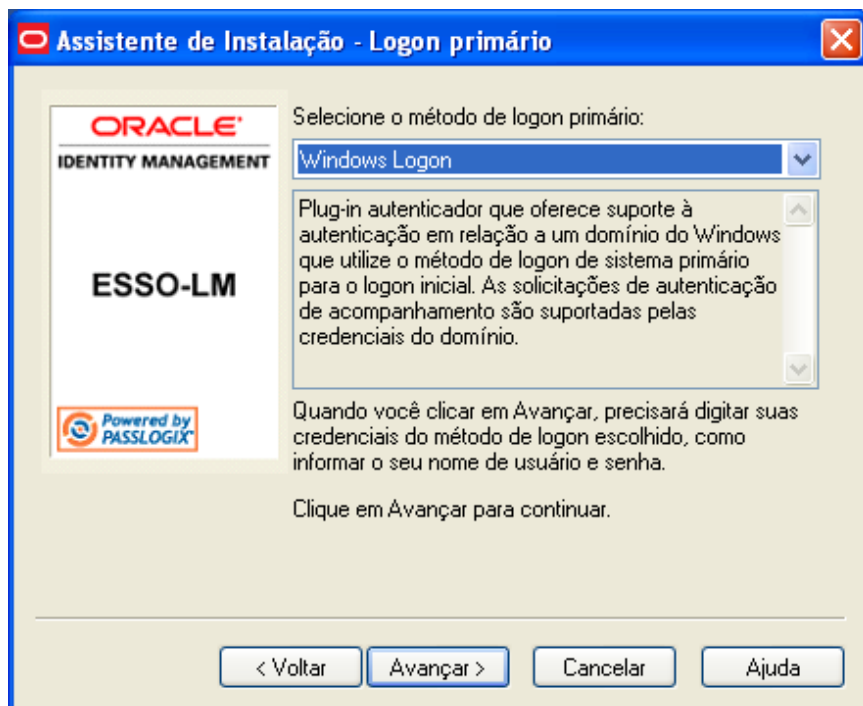 Assistente de Instalação - Logon primário
ORACLE
IDENTITY MANAGEMENT
ESSO-LM
Powered by
PASSLOGIX
Selecione o método de logon primário:
Windows Logon
Plug-in autenticador que oferece suporte à
autenticação em relação a um domínio do Windows
que utilize o método de logon de sistema primário
para o logon inicial. As solicitações de autenticação
de acompanhamento são suportadas pelas
credenciais do domínio.
Quando você clicar em Avançar, precisará digitar suas
credenciais do método de logon escolhido, como
informar o seu nome de usuário e senha.
Clique em Avançar para continuar.
< Voltar
Avançar >
Cancelar
Ajuda